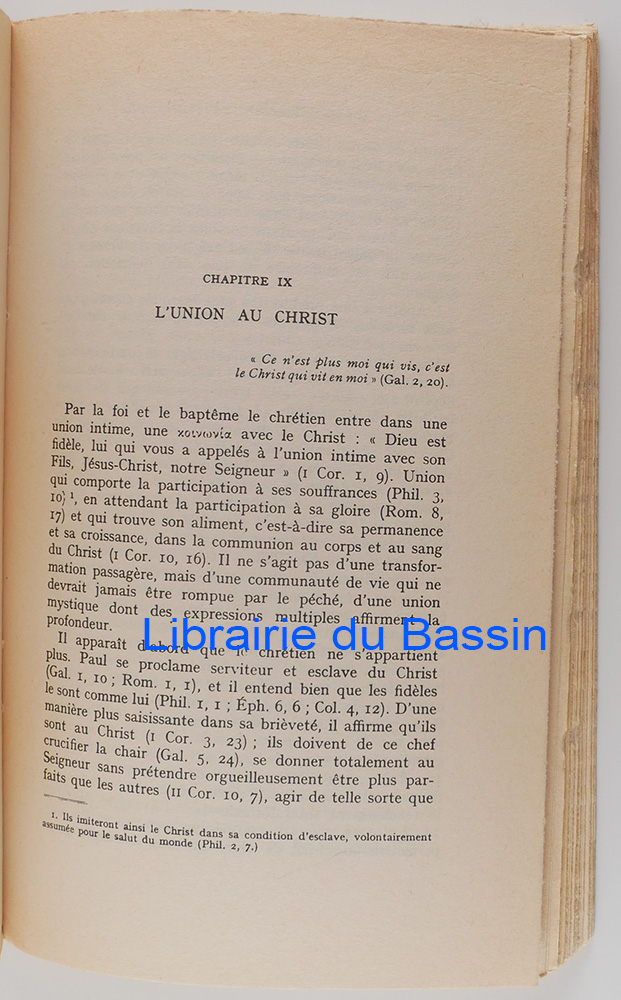 CHAPITRE IX
L'UNION AU CHRIST
« Ce n'est plus moi qui vis, c'est
le Christ qui vit en moi » (Gal. 2, 20).
Par la foi et le baptême le chrétien entre dans une
union intime, une κοινωνία avec le Christ : « Dieu est
fidèle, lui qui vous a appelés à l'union intime avec son
Fils, Jésus-Christ, notre Seigneur » (I Cor. 1, 9). Union
qui comporte la participation à ses souffrances (Phil. 3,
10) ¹, en attendant la participation à sa gloire (Rom. 8,
17) et qui trouve son aliment, c'est-à-dire sa permanence
et sa croissance, dans la communion au corps et au sang
du Christ (I Cor. 10, 16). Il ne s'agit pas d'une transfor-
mation passagère, mais d'une communauté de vie qui ne
devrait jamais être rompue par le péché, d'une union
mystique dont des expressions multiples affirment la
profondeur.
Librairie du Bassin
Il apparaît d'abord que le chrétien ne s'appartient
plus. Paul se proclame serviteur et esclave du Christ
(Gal. 1, 10 ; Rom. 1, 1), et il entend bien que les fidèles
le sont comme lui (Phil. 1, 1 ; Éph. 6, 6 ; Col. 4, 12). D'une
manière plus saisissante dans sa brièveté, il affirme qu'ils
sont au Christ (I Cor. 3, 23) ; ils doivent de ce chef
crucifier la chair (Gal. 5, 24), se donner totalement au
Seigneur sans prétendre orgueilleusement être plus par-
faits que les autres (II Cor. 10, 7), agir de telle sorte que
1. Ils imiteront ainsi le Christ dans sa condition d'esclave, volontairement
assumée pour le salut du monde (Phil. 2, 7.)